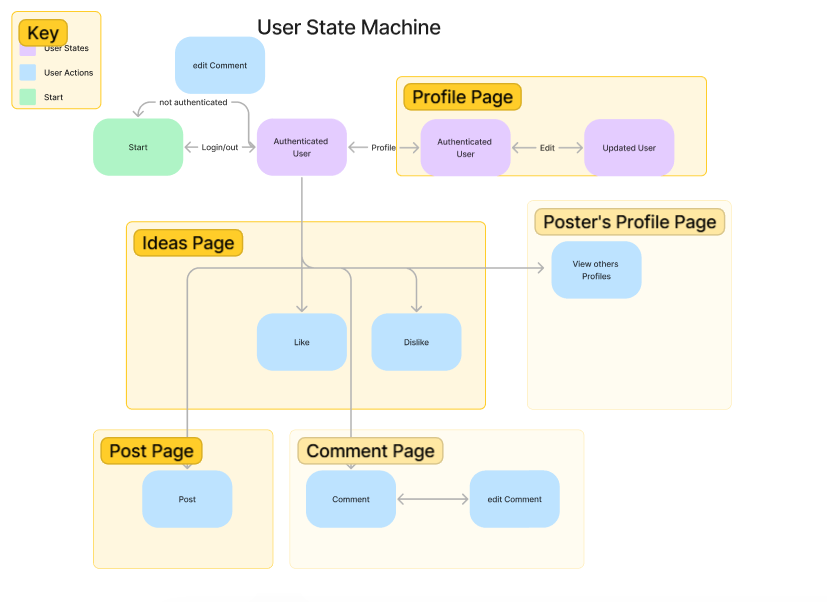 User State Machine
Key
User States
User Actions
Start
edit Comment
not authenticated
Start
Login/out
Authenticated
User
Profile
Profile Page
Authenticated
User
Edit
Updated User
Ideas Page
Like
Dislike
Poster's Profile Page
View others
Profiles
Post Page
Post
Comment Page
Comment
edit Comment